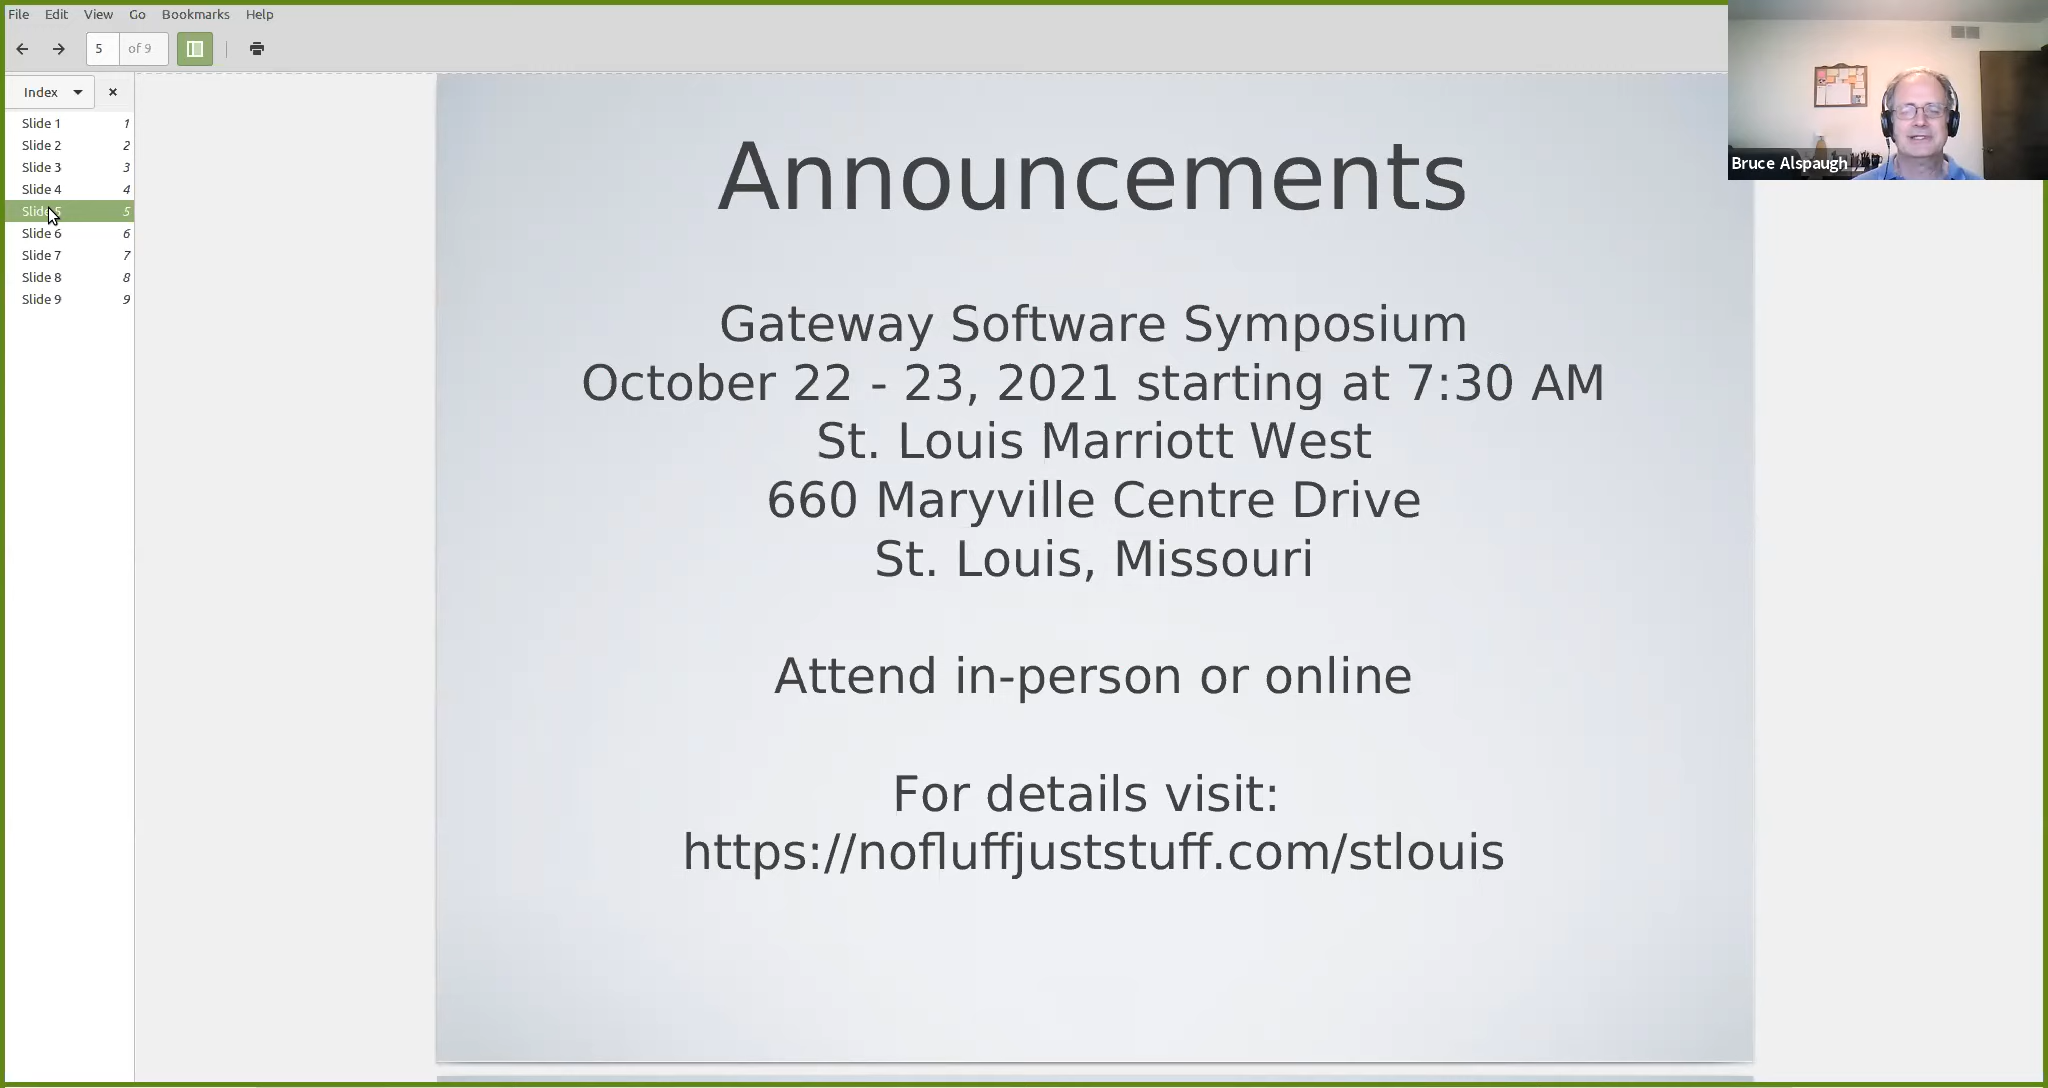 File Edit View Go Bookmarks Help
5 of 9
Index
Slide 1 1
Slide 2 2
Slide 3 3
Slide 4 4
Slide 5 5
Slide 6 6
Slide 7 7
Slide 8 8
Slide 9 9
Announcements
Gateway Software Symposium
October 22 - 23, 2021 starting at 7:30 AM
St. Louis Marriott West
660 Maryville Centre Drive
St. Louis, Missouri
Attend in-person or online
For details visit:
https://nofluffjuststuff.com/stlouis
Bruce Alspaugh